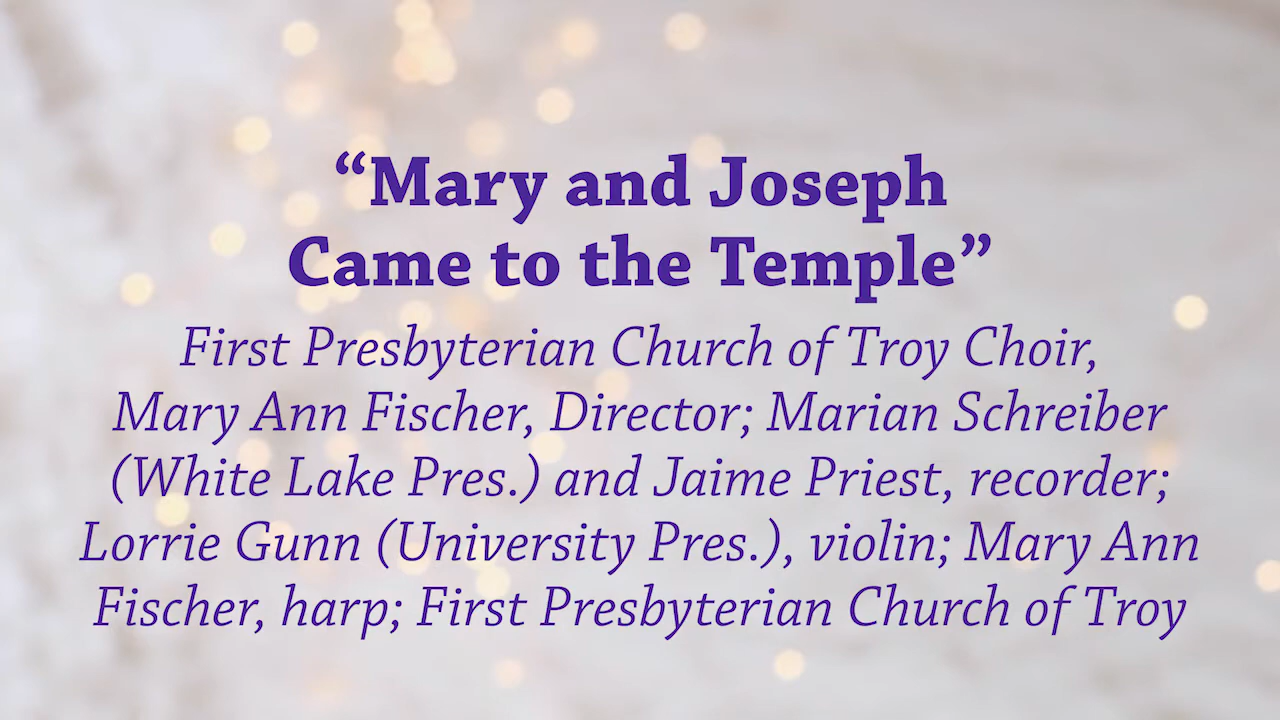 “Mary and Joseph
Came to the Temple”
First Presbyterian Church of Troy Choir,
Mary Ann Fischer, Director; Marian Schreiber
(White Lake Pres.) and Jaime Priest, recorder;
Lorrie Gunn (University Pres.), violin; Mary Ann
Fischer, harp; First Presbyterian Church of Troy